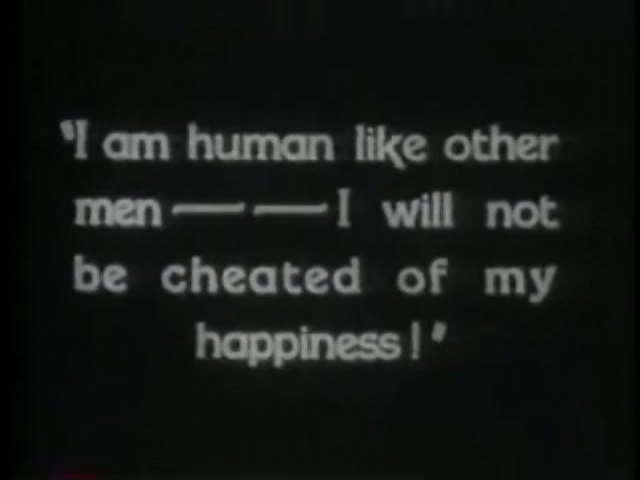 "I am human like other
men — — I will not
be cheated of my
happiness!"